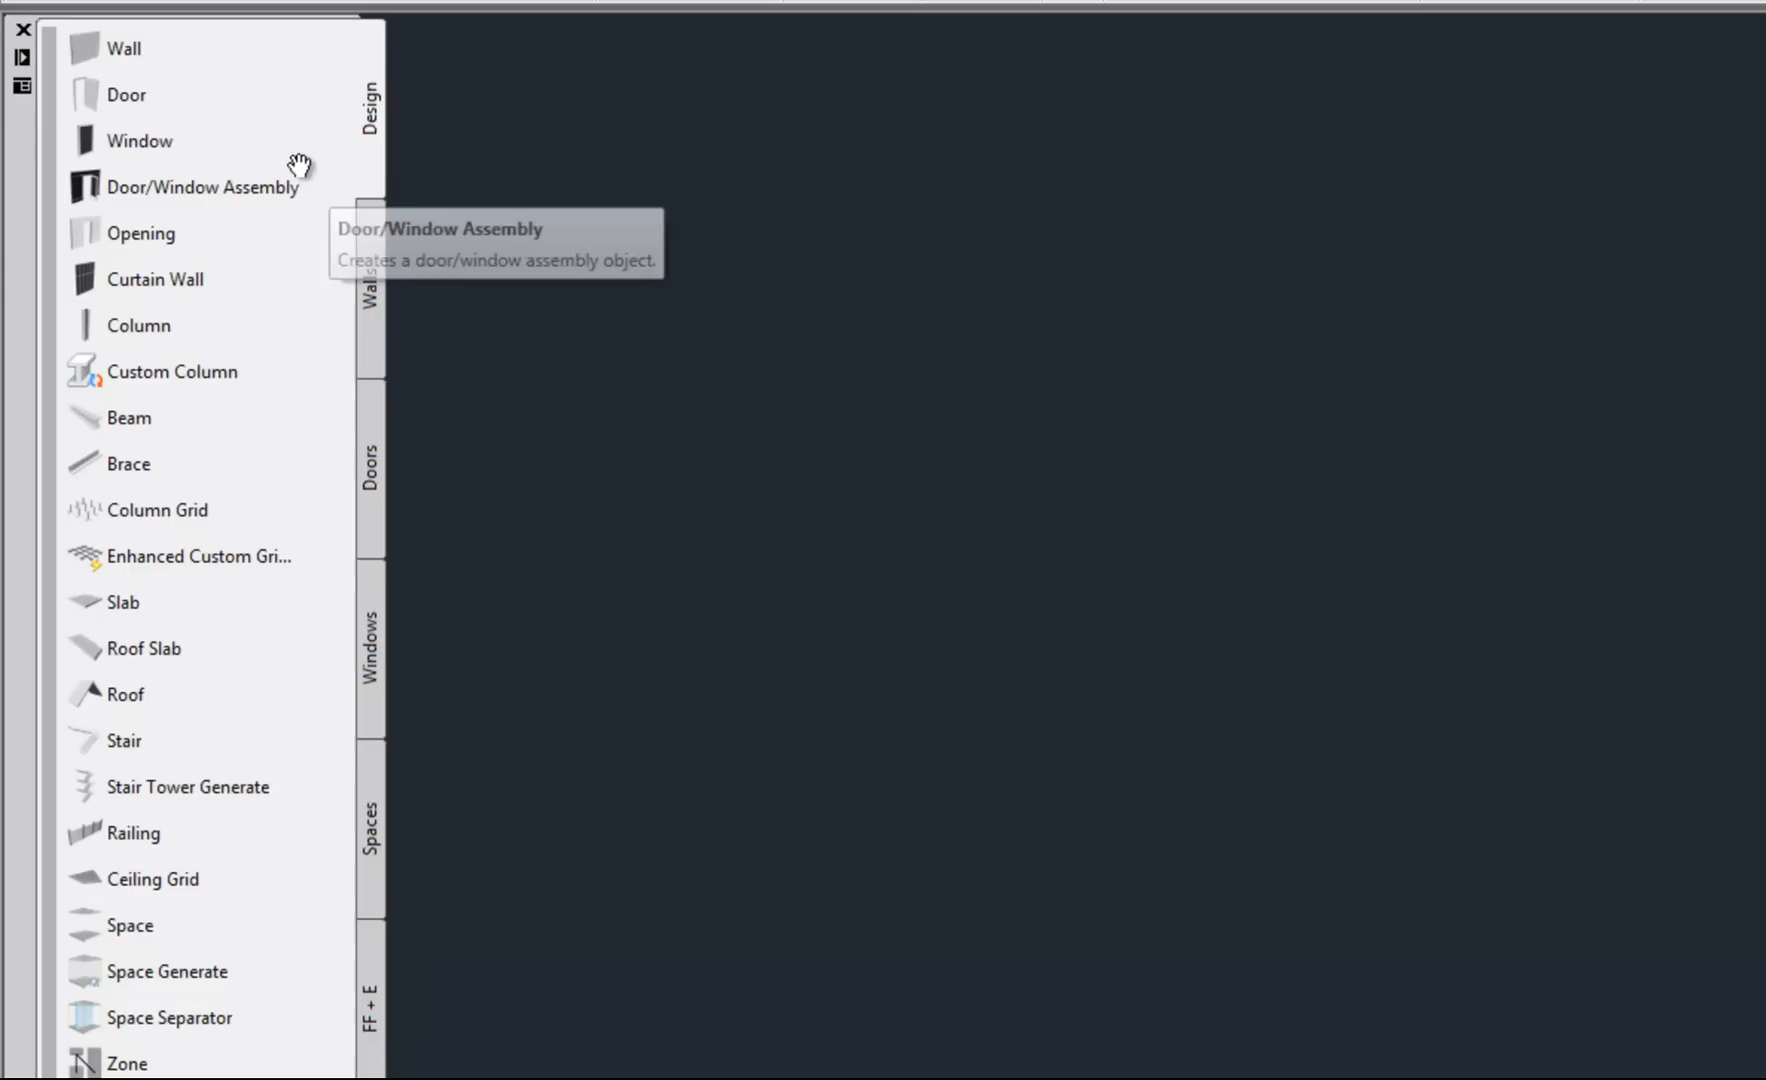 Wall
Door
Window
Door/Window Assembly
Opening
Curtain Wall
Column
Custom Column
Beam
Brace
Column Grid
Enhanced Custom Gri...
Slab
Roof Slab
Roof
Stair
Stair Tower Generate
Railing
Ceiling Grid
Space
Space Generate
Space Separator
Zone
Design
Walls
Doors
Windows
Spaces
FF + E
Door/Window Assembly
Creates a door/window assembly object.